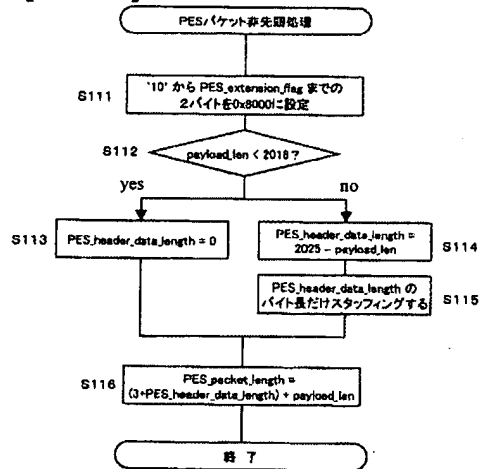 PESパケット非先頭処理
S111
'10' から PES_extension_flag までの
2バイトを0x8000に設定
S112
payload_len < 2018?
yes
no
S113
PES_header_data_length = 0
PES_header_data_length =
2025 - payload_len
S114
PES_header_data_length の
バイト長だけスタッフィングする
S115
S116
PES_packet_length =
(3+PES_header_data_length) + payload_len
終 了